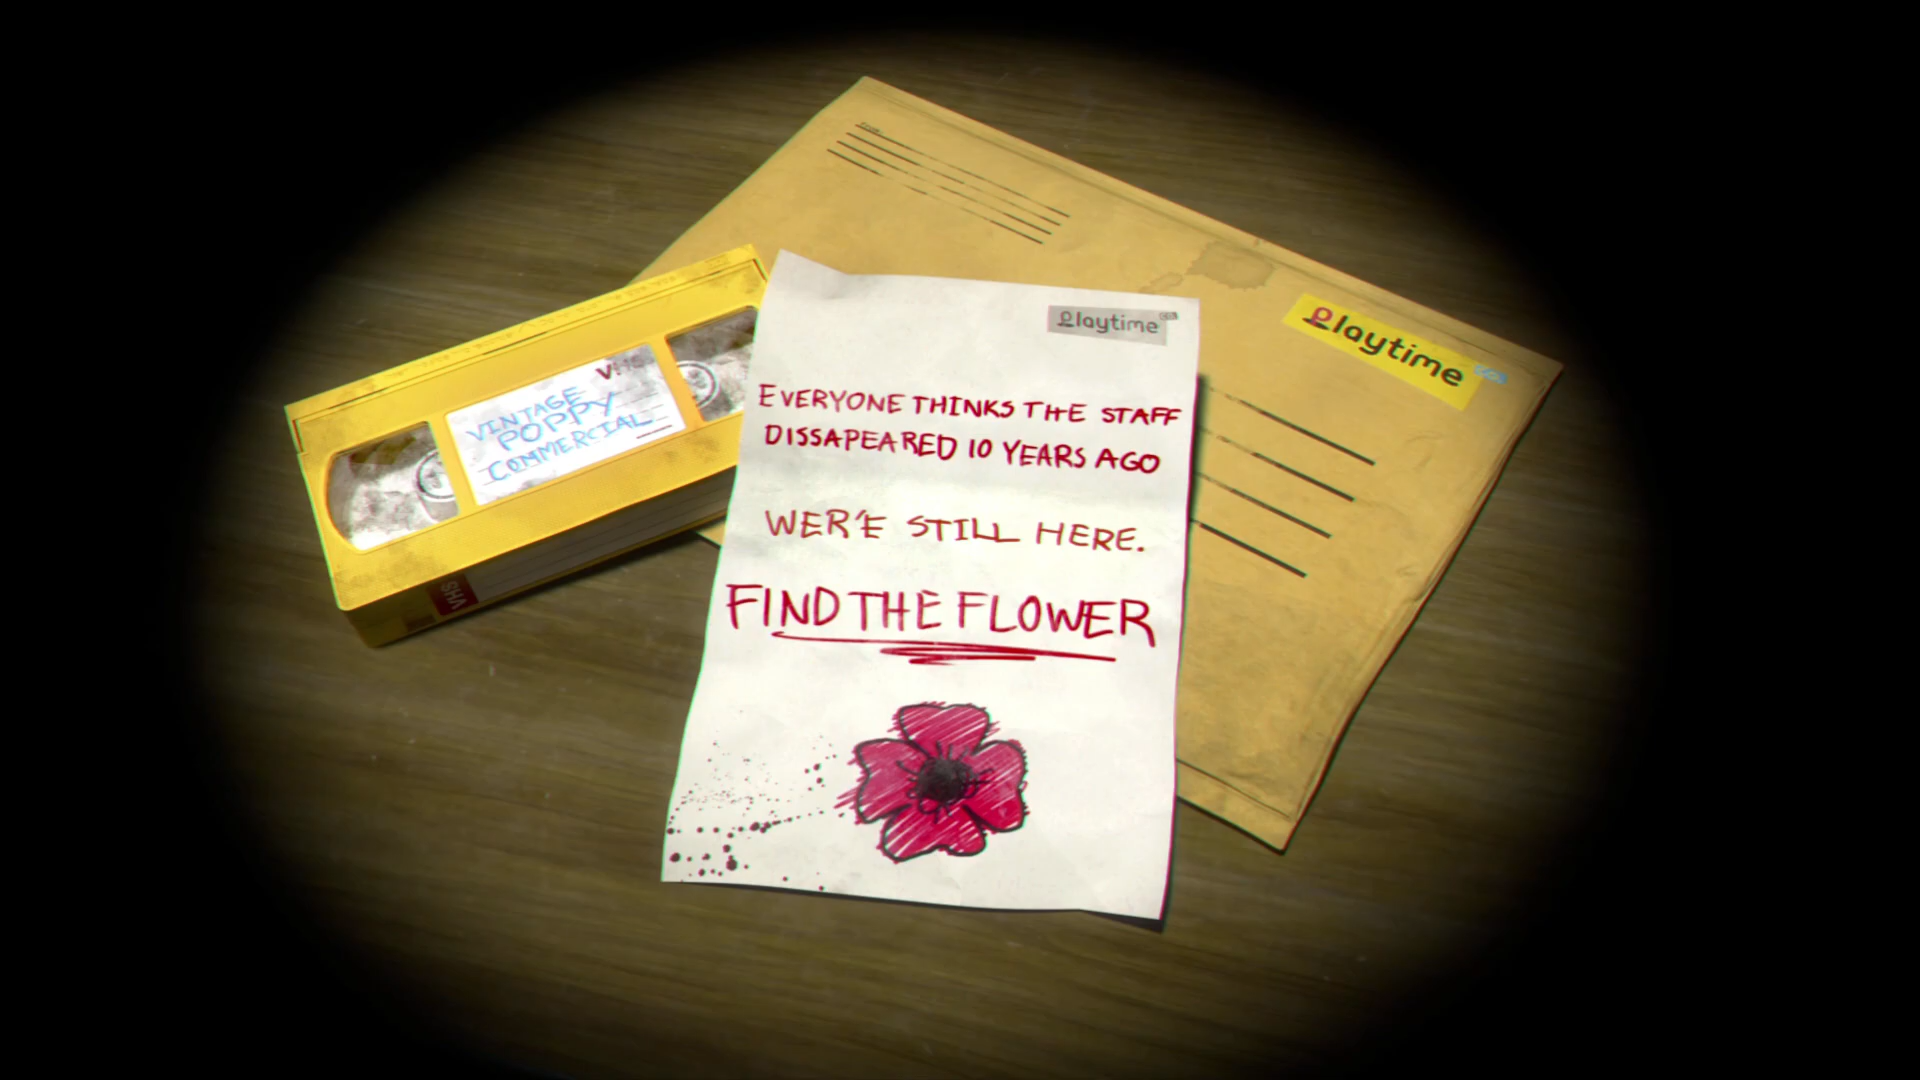 Playtime co.
VINTAGE
POPPY
COMMERCIAL
VHS
Playtime
EVERYONE THINKS THE STAFF
DISSAPEARED 10 YEARS AGO
WER'E STILL HERE.
FIND THE FLOWER
VHS